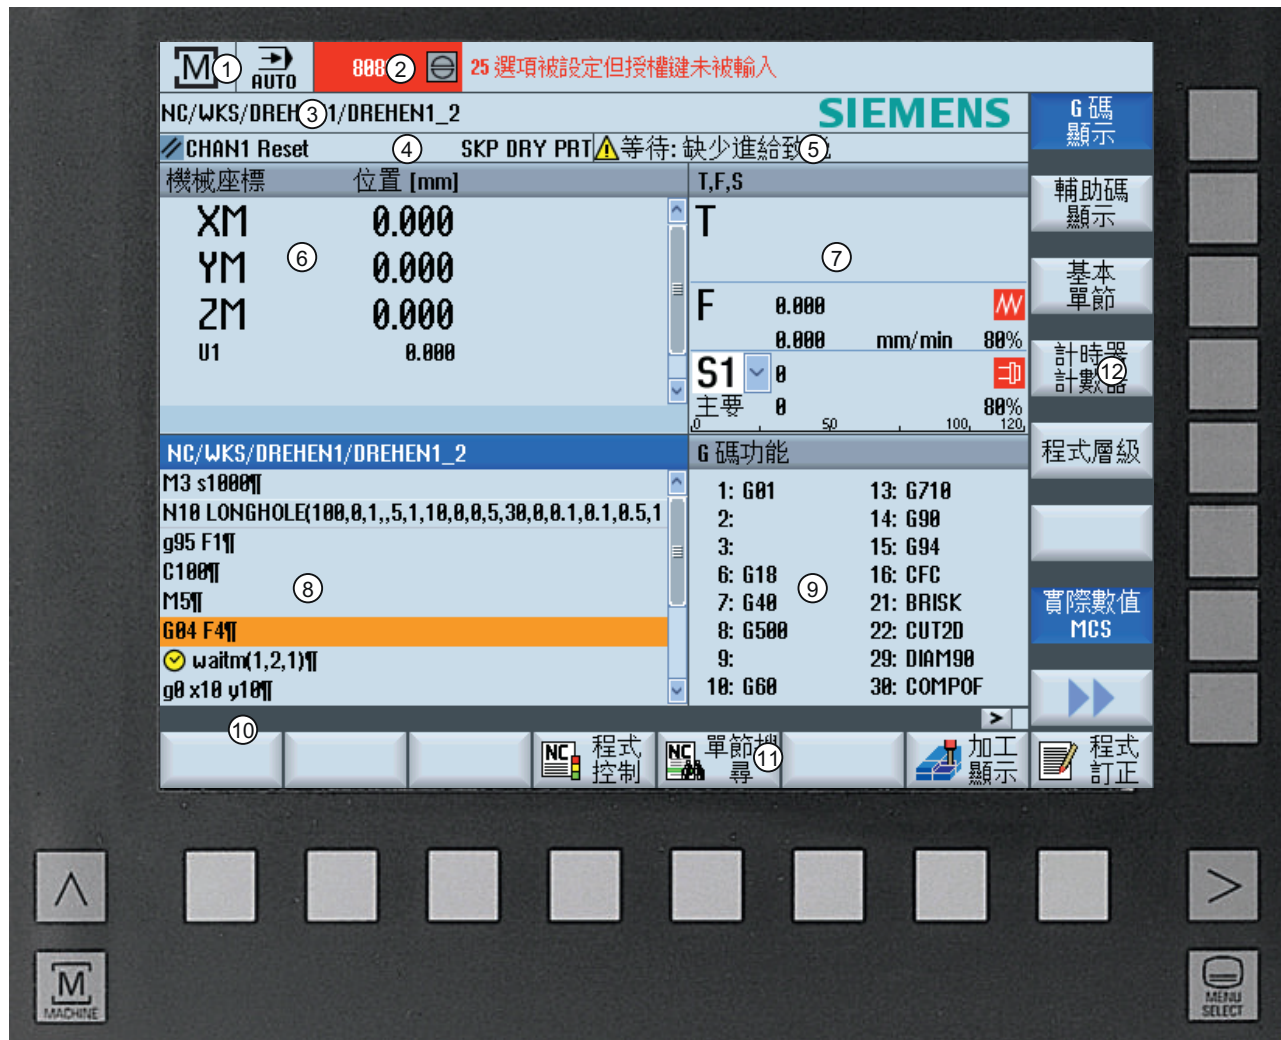 M 1 AUTO 808 2 25 選項被設定但授權鍵未被輸入
NC/WKS/DREH 3 1/DREHEN1_2 SIEMENS
CHAN1 Reset 4 SKP DRY PRT 等待: 缺少進給致 5
機械座標 位置 [mm]
XM 0.000
YM 0.000
6
ZM 0.000
U1 0.000
T,F,S
T
7
F 0.000
0.000 mm/min 80%
S1 0
主要 0 80%
0 50 100 120
NC/WKS/DREHEN1/DREHEN1_2
M3 s1000¶
N10 LONGHOLE(100,0,1,,5,1,10,0,0,5,30,0,0.1,0.1,0.5,1
g95 F1¶
C100¶
8
M5¶
G04 F4¶
waitm(1,2,1)¶
g0 x10 y10¶
G 碼功能
1: G01 13: G710
2: 14: G90
3: 15: G94
6: G18 16: CFC
9
7: G40 21: BRISK
8: G500 22: CUT2D
9: 29: DIAM90
10: G60 30: COMPOF
>
G 碼
顯示
輔助碼
顯示
基本
單節
計時器
計數器 12
程式層級
實際數值
MCS
10
NC 程式
控制
NC 單節搜 11
尋
加工
顯示
程式
訂正
M
MACHINE
>
MENU
SELECT